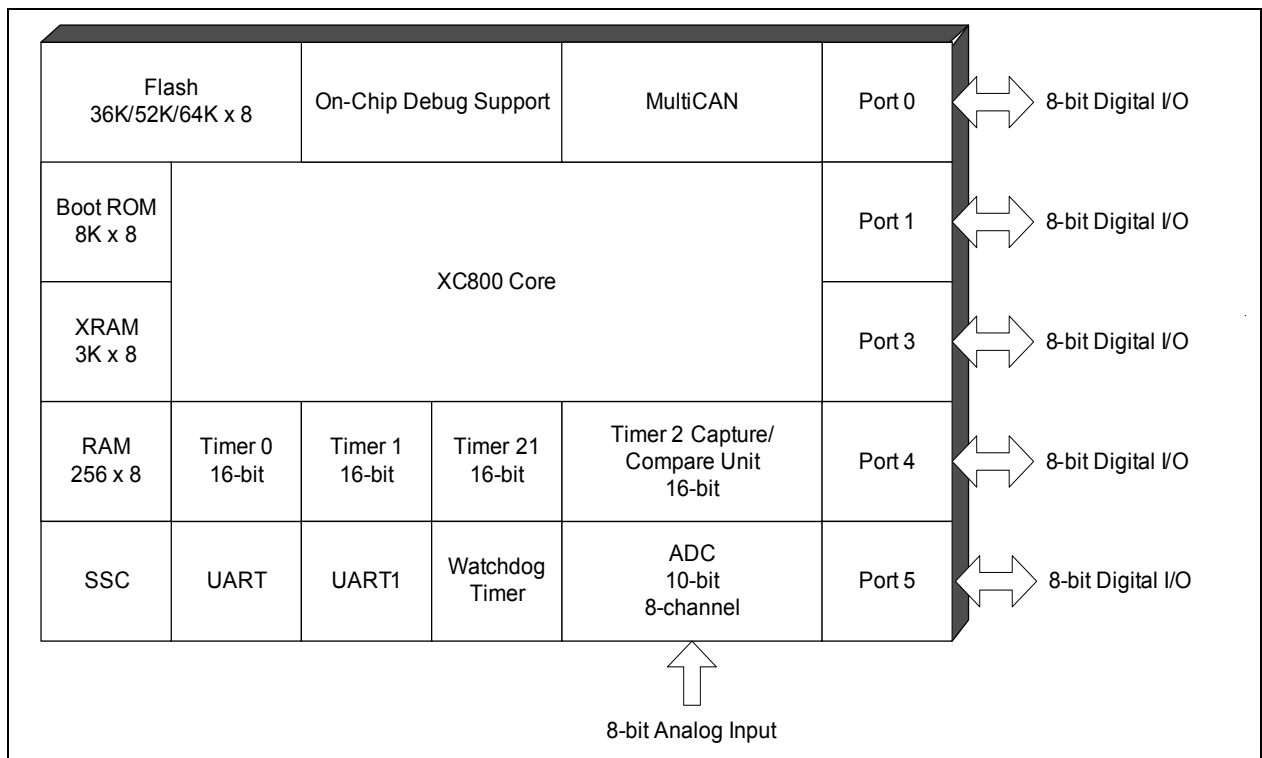 Flash
36K/52K/64K x 8
On-Chip Debug Support
MultiCAN
Port 0
8-bit Digital I/O
Boot ROM
8K x 8
XC800 Core
Port 1
8-bit Digital I/O
XRAM
3K x 8
Port 3
8-bit Digital I/O
RAM
256 x 8
Timer 0
16-bit
Timer 1
16-bit
Timer 21
16-bit
Timer 2 Capture/
Compare Unit
16-bit
Port 4
8-bit Digital I/O
SSC
UART
UART1
Watchdog
Timer
ADC
10-bit
8-channel
Port 5
8-bit Digital I/O
8-bit Analog Input